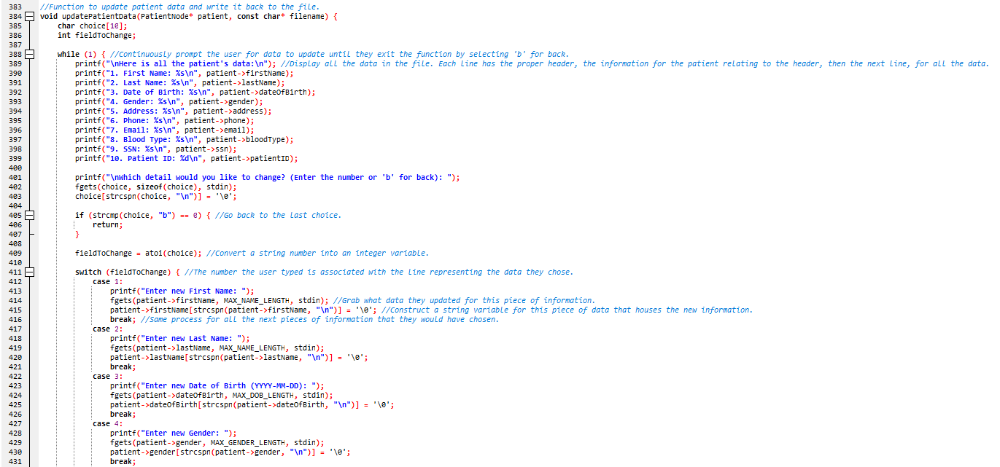 383 //Function to update patient data and write it back to the file.
384 void updatePatientData(PatientNode* patient, const char* filename) {
385     char choice[10];
386     int fieldToChange;
387
388     while (1) { //Continuously prompt the user for data to update until they exit the function by selecting 'b' for back.
389         printf("\nHere is all the patient's data:\n"); //Display all the data in the file. Each line has the proper header, the information for the patient relating to the header, then the next line, for all the data.
390         printf("1. First Name: %s\n", patient->firstName);
391         printf("2. Last Name: %s\n", patient->lastName);
392         printf("3. Date of Birth: %s\n", patient->dateOfBirth);
393         printf("4. Gender: %s\n", patient->gender);
394         printf("5. Address: %s\n", patient->address);
395         printf("6. Phone: %s\n", patient->phone);
396         printf("7. Email: %s\n", patient->email);
397         printf("8. Blood Type: %s\n", patient->bloodType);
398         printf("9. SSN: %s\n", patient->ssn);
399         printf("10. Patient ID: %d\n", patient->patientID);
400
401         printf("\nWhich detail would you like to change? (Enter the number or 'b' for back): ");
402         fgets(choice, sizeof(choice), stdin);
403         choice[strcspn(choice, "\n")] = '\0';
404
405         if (strcmp(choice, "b") == 0) { //Go back to the last choice.
406             return;
407         }
408
409         fieldToChange = atoi(choice); //Convert a string number into an integer variable.
410
411         switch (fieldToChange) { //The number the user typed is associated with the line representing the data they chose.
412             case 1:
413                 printf("Enter new First Name: ");
414                 fgets(patient->firstName, MAX_NAME_LENGTH, stdin); //Grab what data they updated for this piece of information.
415                 patient->firstName[strcspn(patient->firstName, "\n")] = '\0'; //Construct a string variable for this piece of data that houses the new information.
416                 break; //Same process for all the next pieces of information that they would have chosen.
417             case 2:
418                 printf("Enter new Last Name: ");
419                 fgets(patient->lastName, MAX_NAME_LENGTH, stdin);
420                 patient->lastName[strcspn(patient->lastName, "\n")] = '\0';
421                 break;
422             case 3:
423                 printf("Enter new Date of Birth (YYYY-MM-DD): ");
424                 fgets(patient->dateOfBirth, MAX_DOB_LENGTH, stdin);
425                 patient->dateOfBirth[strcspn(patient->dateOfBirth, "\n")] = '\0';
426                 break;
427             case 4:
428                 printf("Enter new Gender: ");
429                 fgets(patient->gender, MAX_GENDER_LENGTH, stdin);
430                 patient->gender[strcspn(patient->gender, "\n")] = '\0';
431                 break;